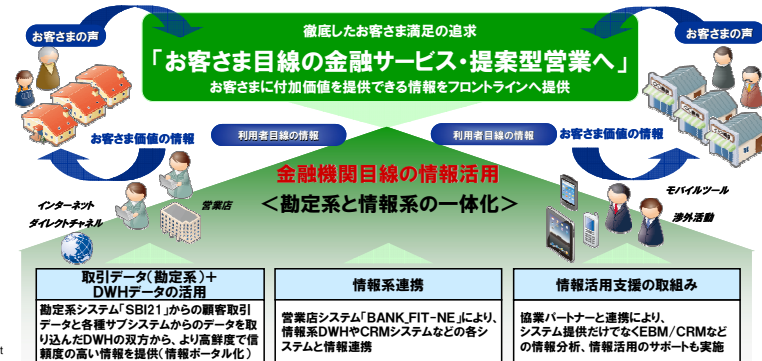 徹底したお客さま満足の追求
お客さまの声
お客さまの声
「お客さま目線の金融サービス・提案型営業へ」
お客さまに付加価値を提供できる情報をフロントラインへ提供
お客さま価値の情報
利用者目線の情報
利用者目線の情報
お客さま価値の情報
金融機関目線の情報活用
＜勘定系と情報系の一体化＞
インターネット
ダイレクトチャネル
営業店
モバイルツール
渉外活動
取引データ（勘定系）＋
DWHデータの活用
勘定系システム「SBI21」からの顧客取引
データと各種サブシステムからのデータを取
り込んだDWHの双方から、より高鮮度で信
頼度の高い情報を提供（情報ポータル化）
情報系連携
営業店システム「BANK_FIT-NE」により、
情報系DWHやCRMシステムなどの各シ
ステムと情報連携
情報活用支援の取組み
協業パートナーと連携により、
システム提供だけでなくEBM/CRMなど
の情報分析、情報活用のサポートも実施